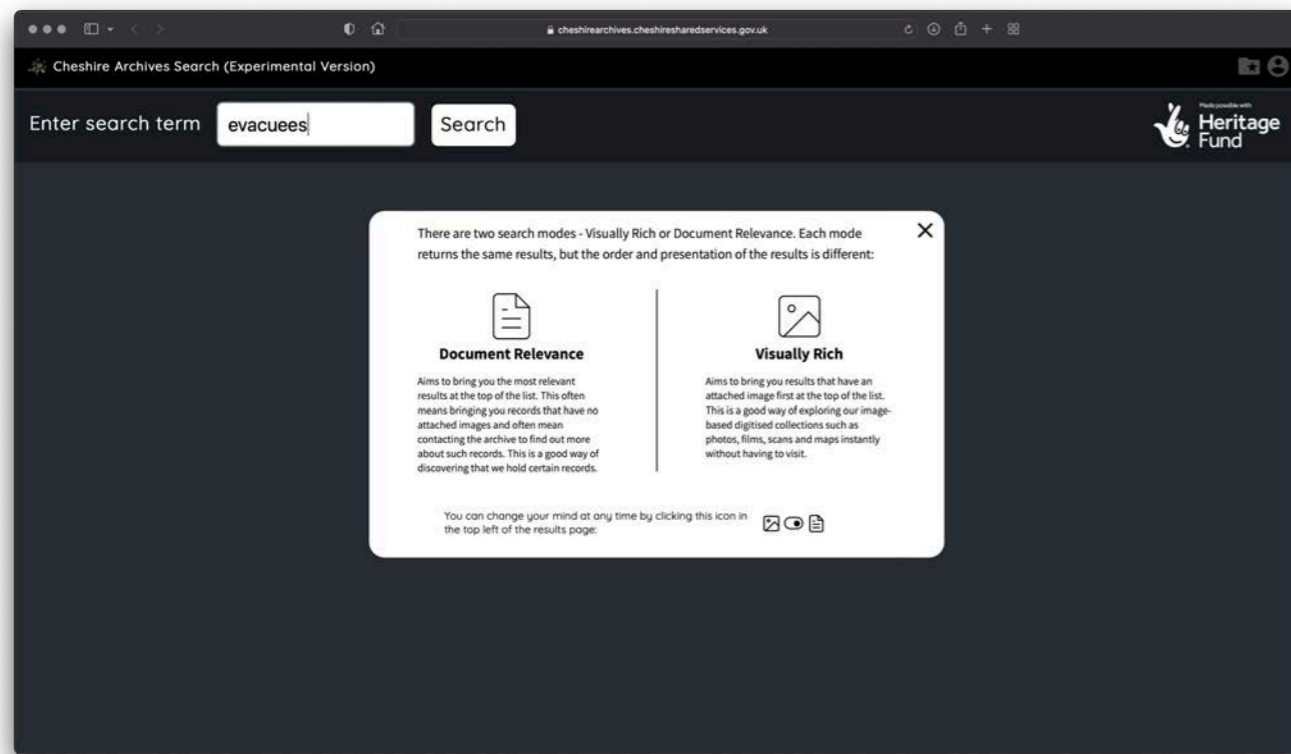 cheshirearchives.cheshiresharedservices.gov.uk
Cheshire Archives Search (Experimental Version)
Enter search term
evacuees
Search
Made possible with
Heritage
Fund
There are two search modes - Visually Rich or Document Relevance. Each mode
returns the same results, but the order and presentation of the results is different:
Document Relevance
Aims to bring you the most relevant
results at the top of the list. This often
means bringing you records that have no
attached images and often mean
contacting the archive to find out more
about such records. This is a good way of
discovering that we hold certain records.
Visually Rich
Aims to bring you results that have an
attached image first at the top of the list.
This is a good way of exploring our image-
based digitised collections such as
photos, films, scans and maps instantly
without having to visit.
You can change your mind at any time by clicking this icon in
the top left of the results page: